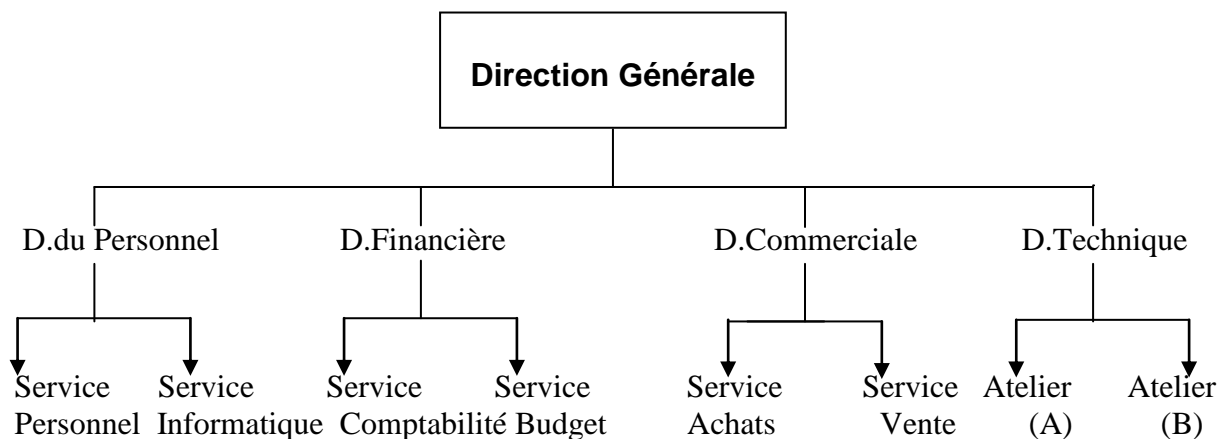 Direction Générale
D.du Personnel D.Financière D.Commerciale D.Technique
Service Service Service Service Service Service Atelier Atelier
Personnel Informatique Comptabilité Budget Achats Vente (A) (B)